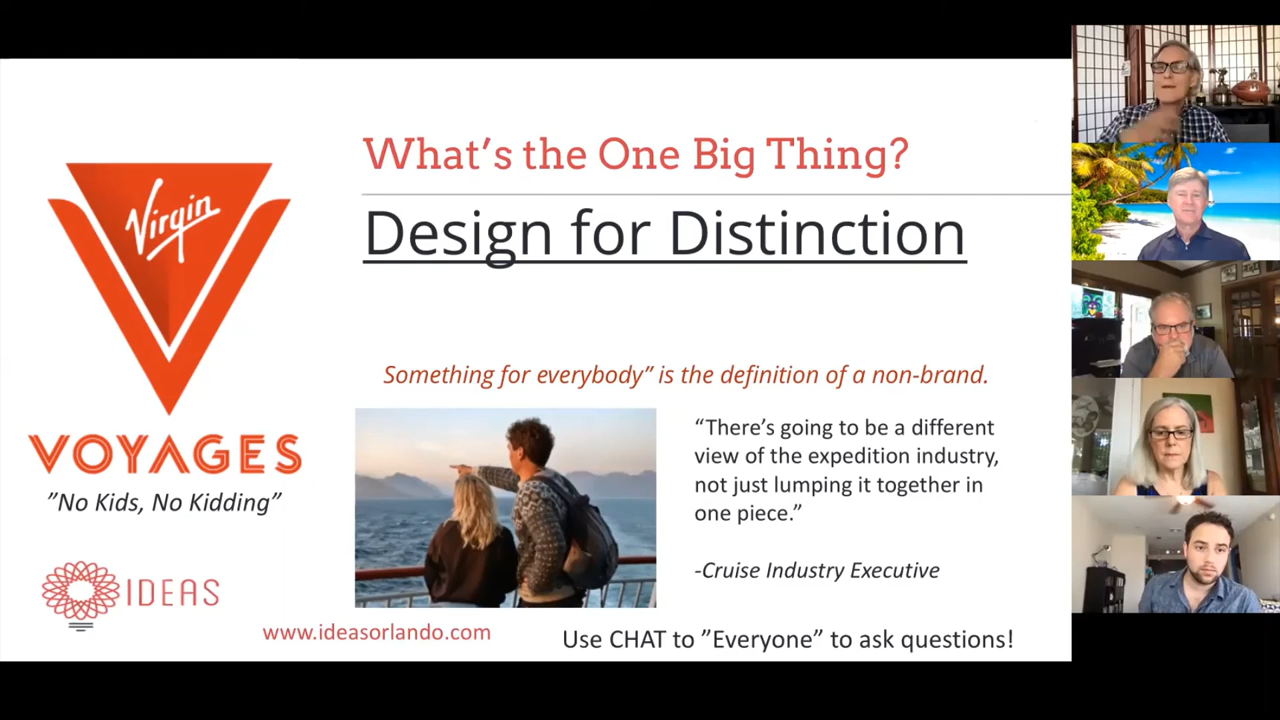 What's the One Big Thing?
Design for Distinction
Virgin
VOYAGES
"No Kids, No Kidding"
Something for everybody” is the definition of a non-brand.
“There's going to be a different
view of the expedition industry,
not just lumping it together in
one piece.”
-Cruise Industry Executive
IDEAS
www.ideasorlando.com
Use CHAT to ”Everyone” to ask questions!